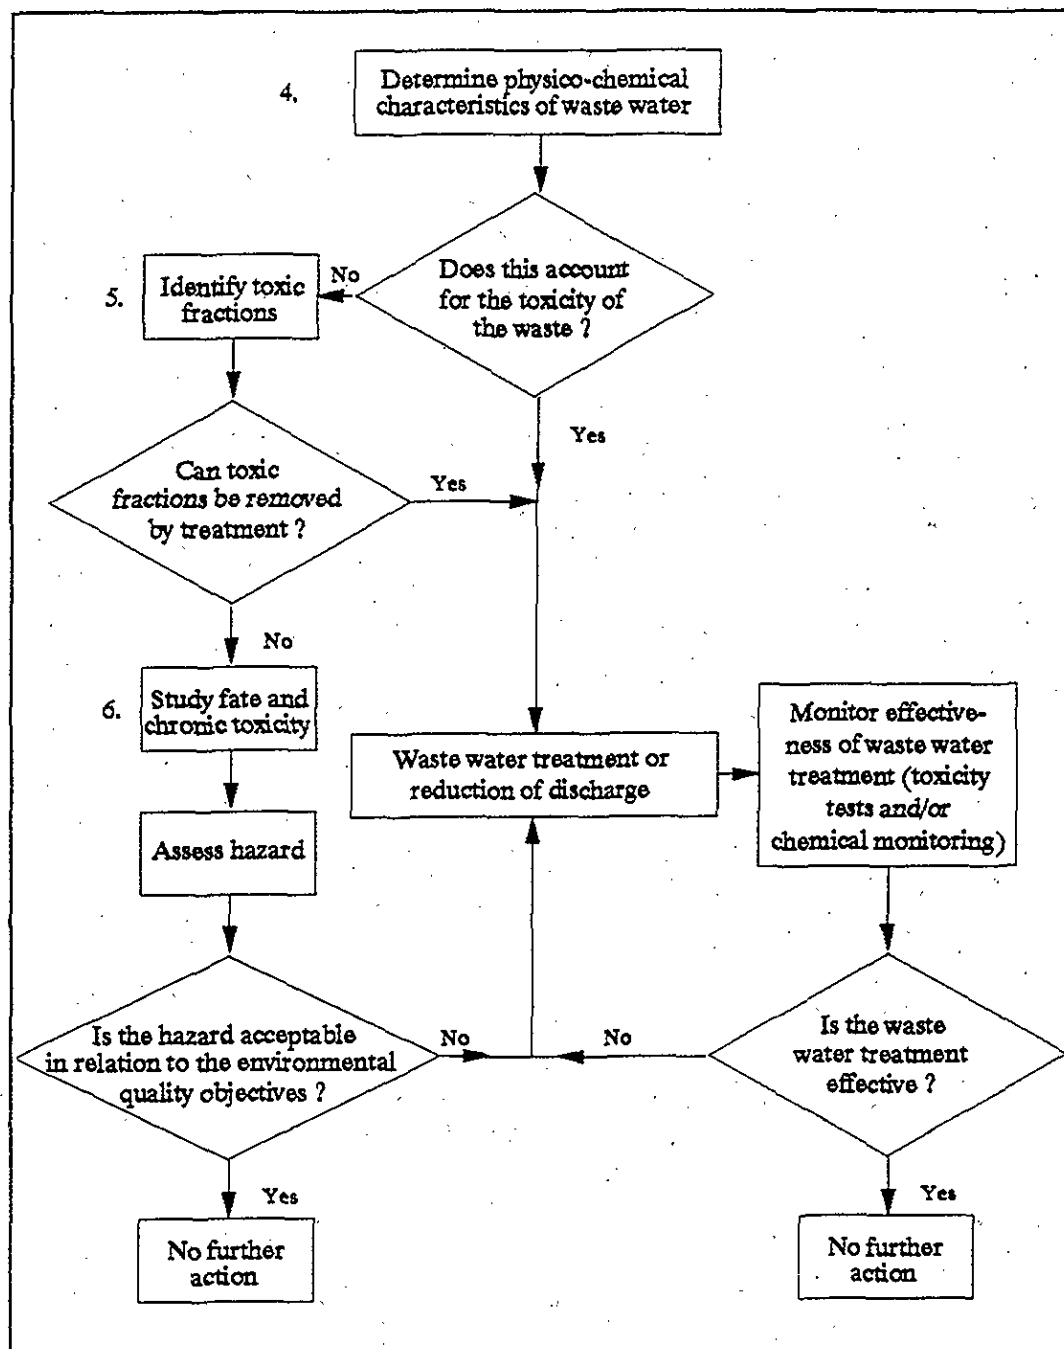 4.
Determine physico-chemical
characteristics of waste water
Does this account
for the toxicity of
the waste ?
No
5.
Identify toxic
fractions
Yes
Can toxic
fractions be removed
by treatment ?
Yes
No
6.
Study fate and
chronic toxicity
Waste water treatment or
reduction of discharge
Monitor effective-
ness of waste water
treatment (toxicity
tests and/or
chemical monitoring)
Assess hazard
Is the hazard acceptable
in relation to the environmental
quality objectives ?
No
No
Is the waste
water treatment
effective ?
Yes
Yes
No further
action
No further
action